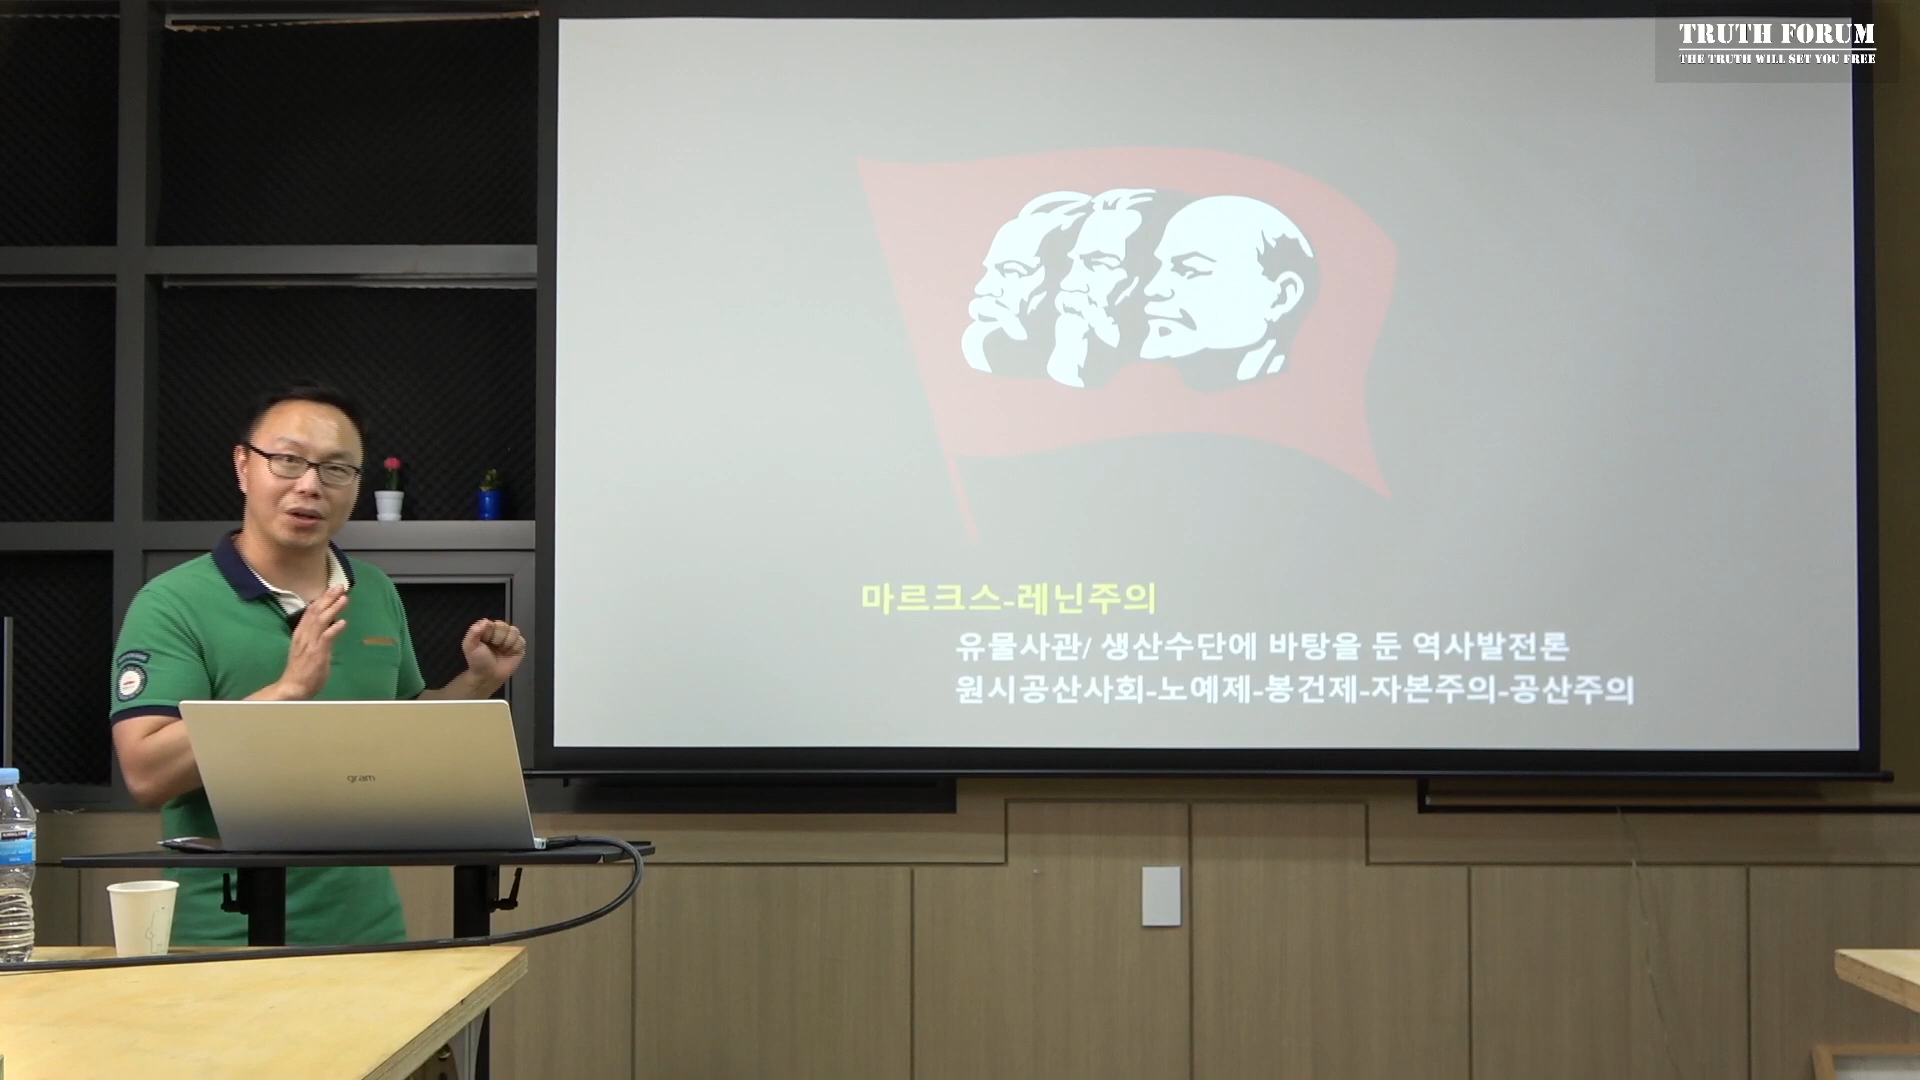 TRUTH FORUM
THE TRUTH WILL SET YOU FREE
마르크스-레닌주의
유물사관/ 생산수단에 바탕을 둔 역사발전론
원시공산사회-노예제-봉건제-자본주의-공산주의
gram